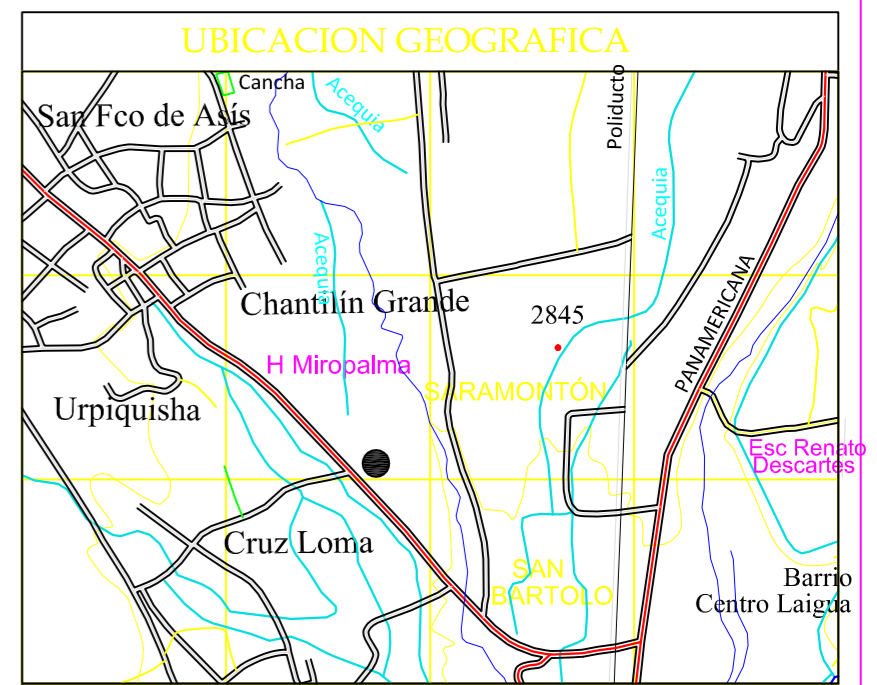 UBICACION GEOGRAFICA
Cancha
San Fco de Asís
Acequia
Poliducto
Acequia
Acequia
Chantilín Grande
2845
PANAMERICANA
H Miropalma
SARAMONTÓN
Urpiquisha
Esc Renato
Descartes
Cruz Loma
SAN
BARTOLO
Barrio
Centro Laigua